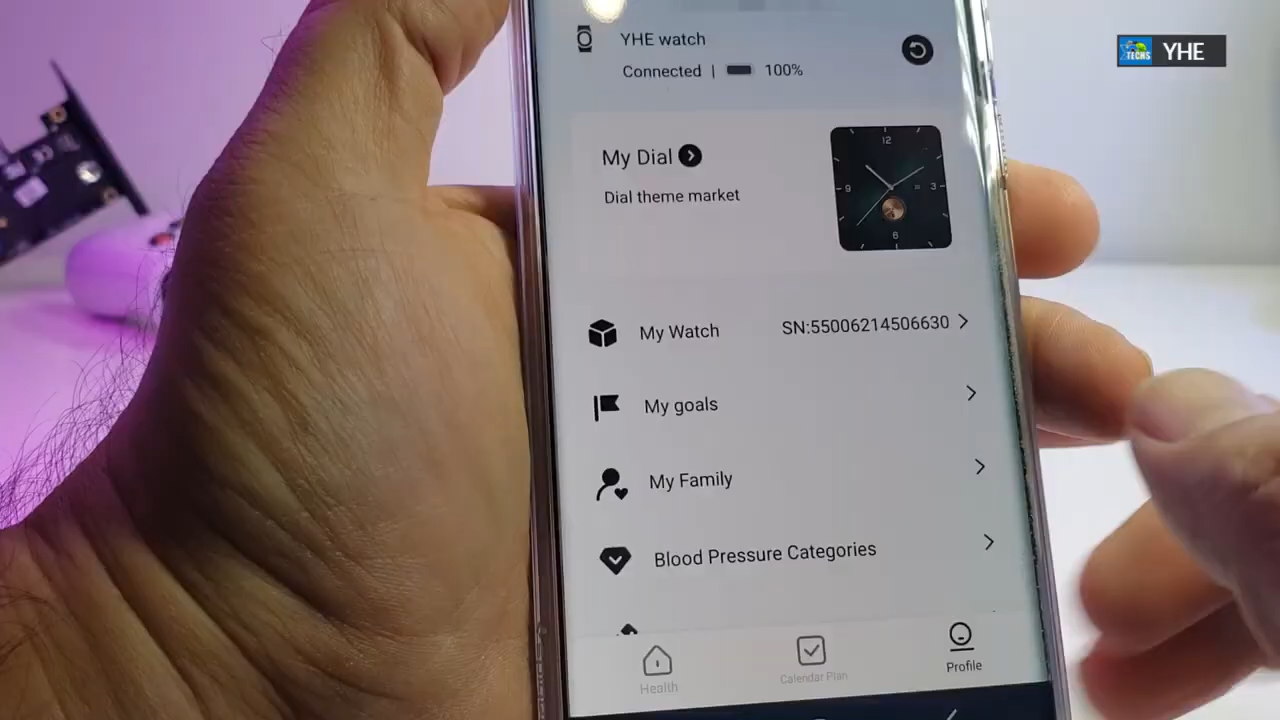 YHE watch
Connected | 100%
TECHS YHE
My Dial
Dial theme market
12
9
3
6
My Watch SN:55006214506630
My goals
My Family
Blood Pressure Categories
Health
Calendar Plan
Profile